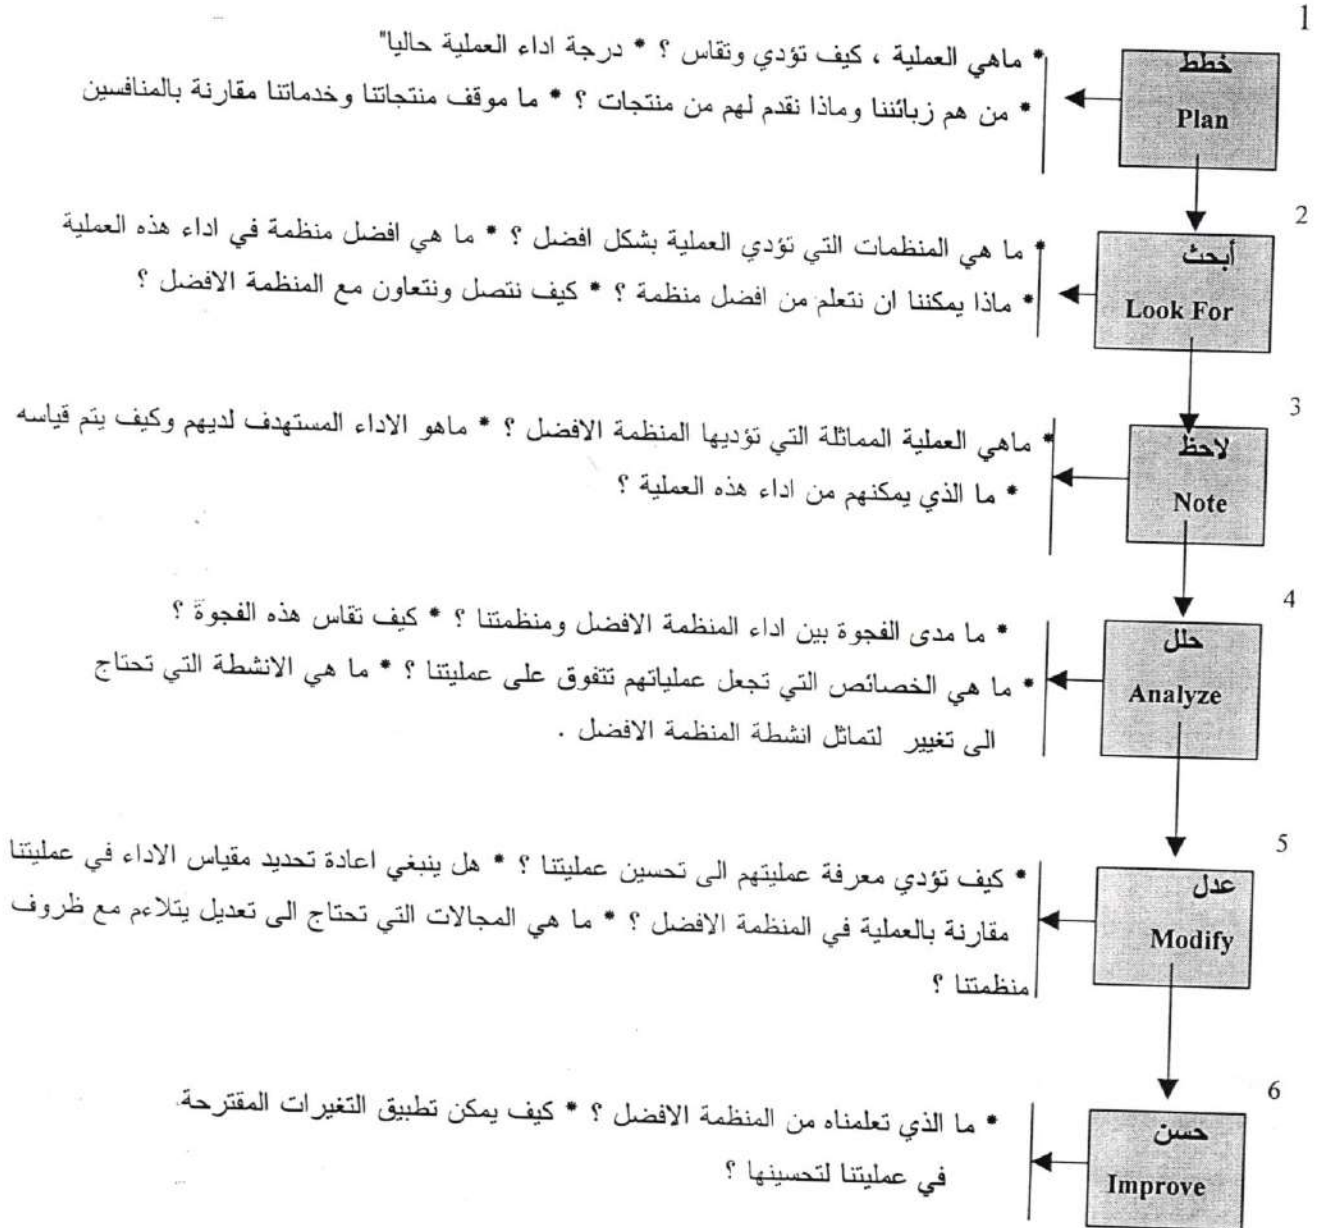 1
خطط
Plan
* ماهي العملية ، كيف تؤدي وتقاس ؟ * درجة اداء العملية حاليا"
* من هم زبائننا وماذا نقدم لهم من منتجات ؟ * ما موقف منتجاتنا وخدماتنا مقارنة بالمنافسين
2
أبحث
Look For
* ما هي المنظمات التي تؤدي العملية بشكل افضل ؟ * ما هي افضل منظمة في اداء هذه العملية
* ماذا يمكننا ان نتعلم من افضل منظمة ؟ * كيف نتصل ونتعاون مع المنظمة الافضل ؟
3
لاحظ
Note
* ماهي العملية المماثلة التي تؤديها المنظمة الافضل ؟ * ماهو الاداء المستهدف لديهم وكيف يتم قياسه
* ما الذي يمكنهم من اداء هذه العملية ؟
4
حلل
Analyze
* ما مدى الفجوة بين اداء المنظمة الافضل ومنظمتنا ؟ * كيف تقاس هذه الفجوة ؟
* ما هي الخصائص التي تجعل عملياتهم تتفوق على عمليتنا ؟ * ما هي الانشطة التي تحتاج
الى تغيير لتماثل انشطة المنظمة الافضل .
5
عدل
Modify
* كيف تؤدي معرفة عمليتهم الى تحسين عمليتنا ؟ * هل ينبغي اعادة تحديد مقياس الاداء في عمليتنا
مقارنة بالعملية في المنظمة الافضل ؟ * ما هي المجالات التي تحتاج الى تعديل يتلاءم مع ظروف
منظمتنا ؟
6
حسن
Improve
* ما الذي تعلمناه من المنظمة الافضل ؟ * كيف يمكن تطبيق التغيرات المقترحة
في عمليتنا لتحسينها ؟